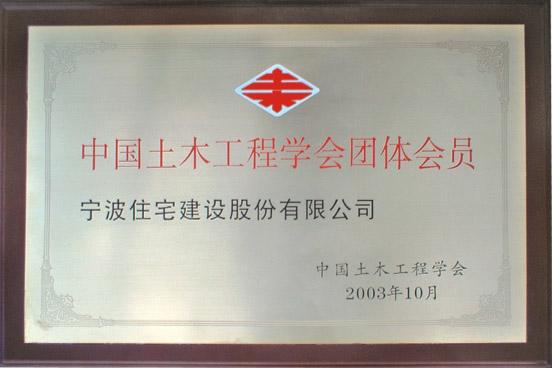 中国土木工程学会团体会员
宁波住宅建设股份有限公司
中国土木工程学会
2003年10月